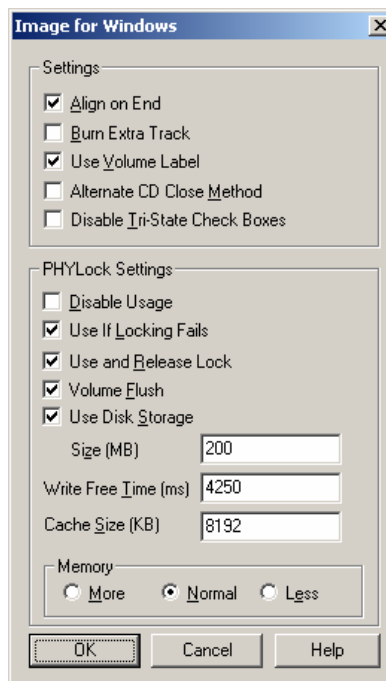 Image for Windows
Settings
Align on End
Burn Extra Track
Use Volume Label
Alternate CD Close Method
Disable Tri-State Check Boxes
PHYLock Settings
Disable Usage
Use If Locking Fails
Use and Release Lock
Volume Flush
Use Disk Storage
Size (MB) 200
Write Free Time (ms) 4250
Cache Size (KB) 8192
Memory
More Normal Less
OK Cancel Help